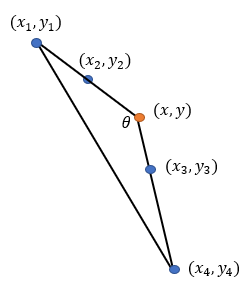 (x₁, y₁)
(x₂, y₂)
(x, y)
θ
(x₃, y₃)
(x₄, y₄)